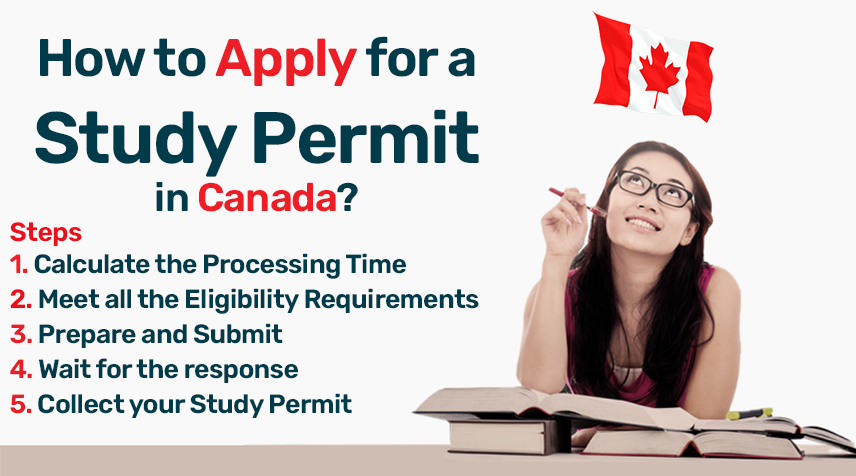 How to Apply for a
Study Permit
in Canada?
Steps
1. Calculate the Processing Time
2. Meet all the Eligibility Requirements
3. Prepare and Submit
4. Wait for the response
5. Collect your Study Permit